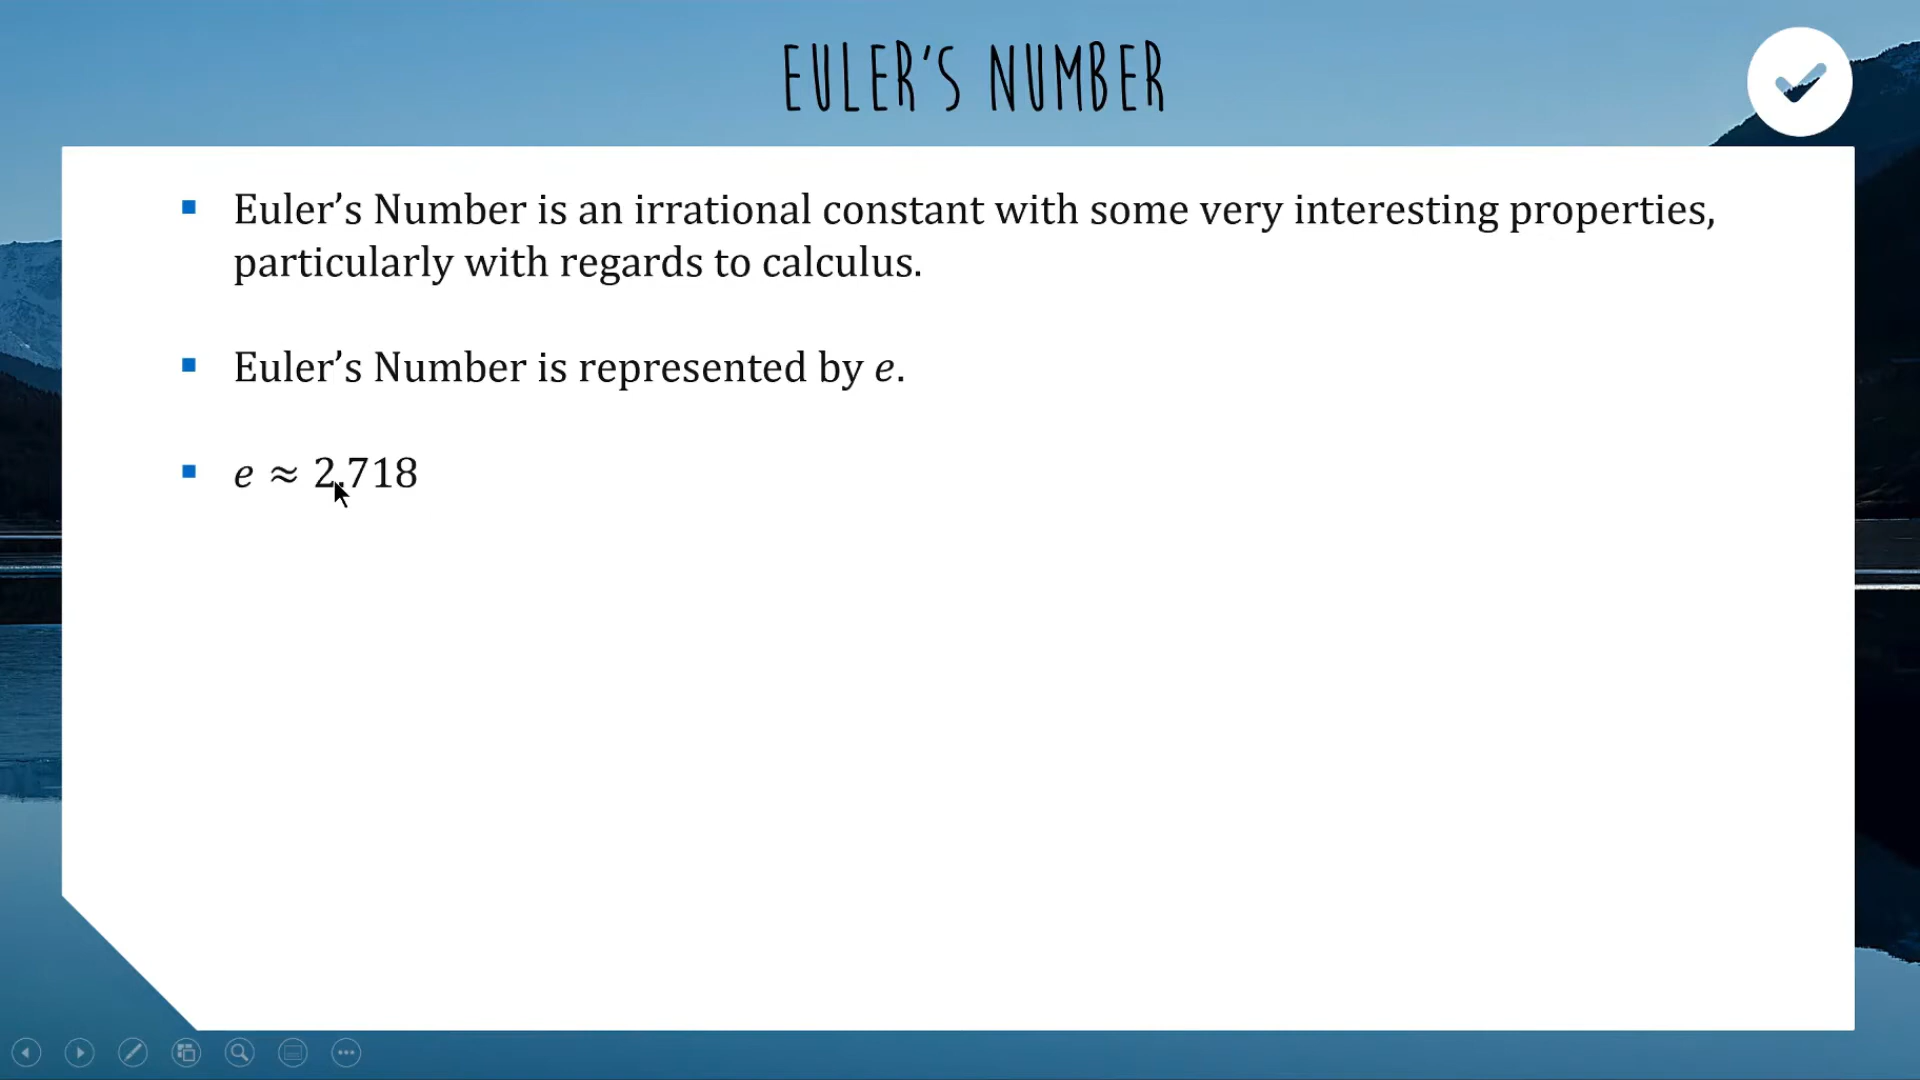 EULER'S NUMBER
▪ Euler’s Number is an irrational constant with some very interesting properties,
particularly with regards to calculus.
▪ Euler’s Number is represented by e.
▪ e ≈ 2.718